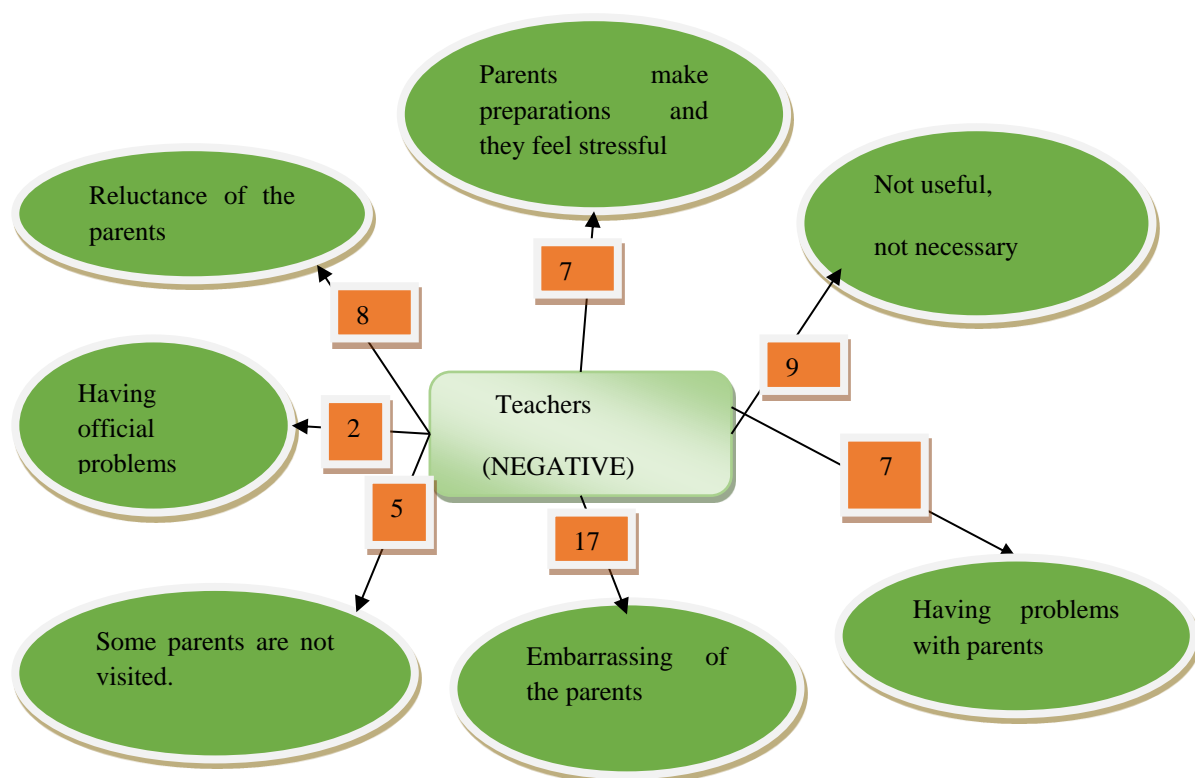 Parents make
preparations and
they feel stressful
Reluctance of the
parents
Not useful,
not necessary
7
8
9
Having
official
problems
2
Teachers
(NEGATIVE)
7
5
17
Some parents are not
visited.
Embarrassing of
the parents
Having problems
with parents